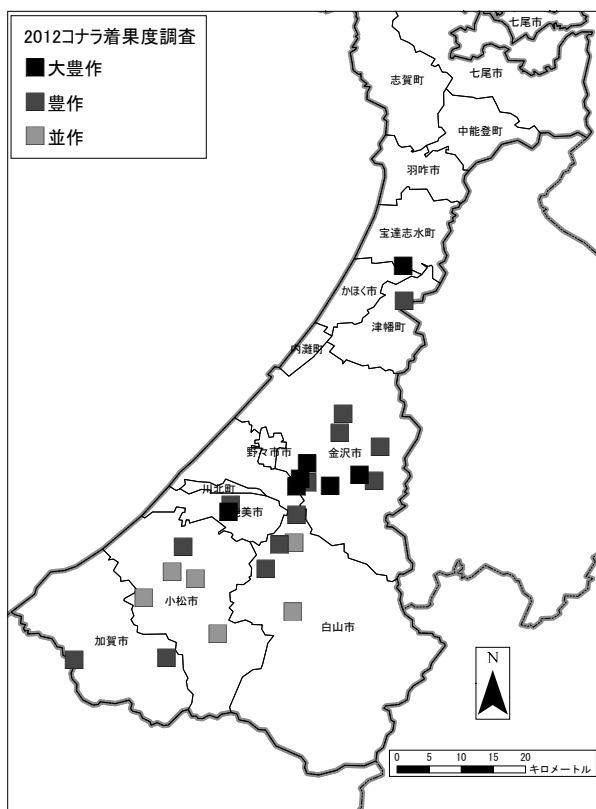 2012コナラ着果度調査
大豊作
豊作
並作
七尾市
七尾市
志賀町
中能登町
羽咋市
宝達志水町
かほく市
津幡町
内灘町
野々市市
金沢市
川北町
美市
小松市
白山市
加賀市
N
0 5 10 15 20
キロメートル